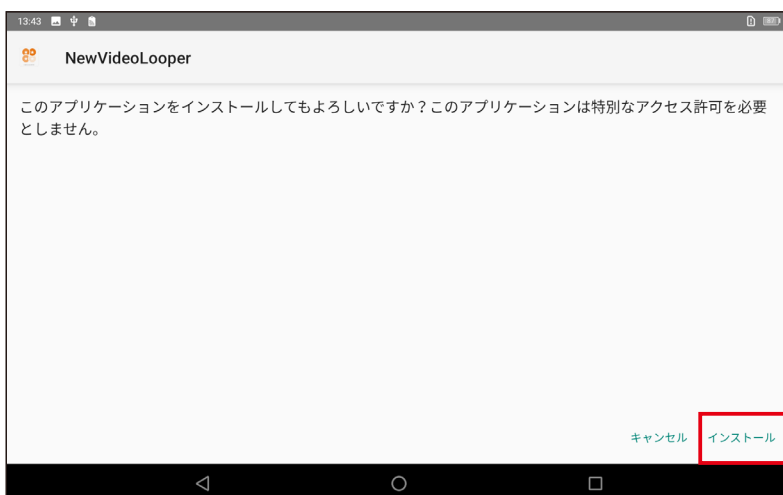 13:43
NewVideoLooper
このアプリケーションをインストールしてもよろしいですか？このアプリケーションは特別なアクセス許可を必要
としません。
キャンセル
インストール